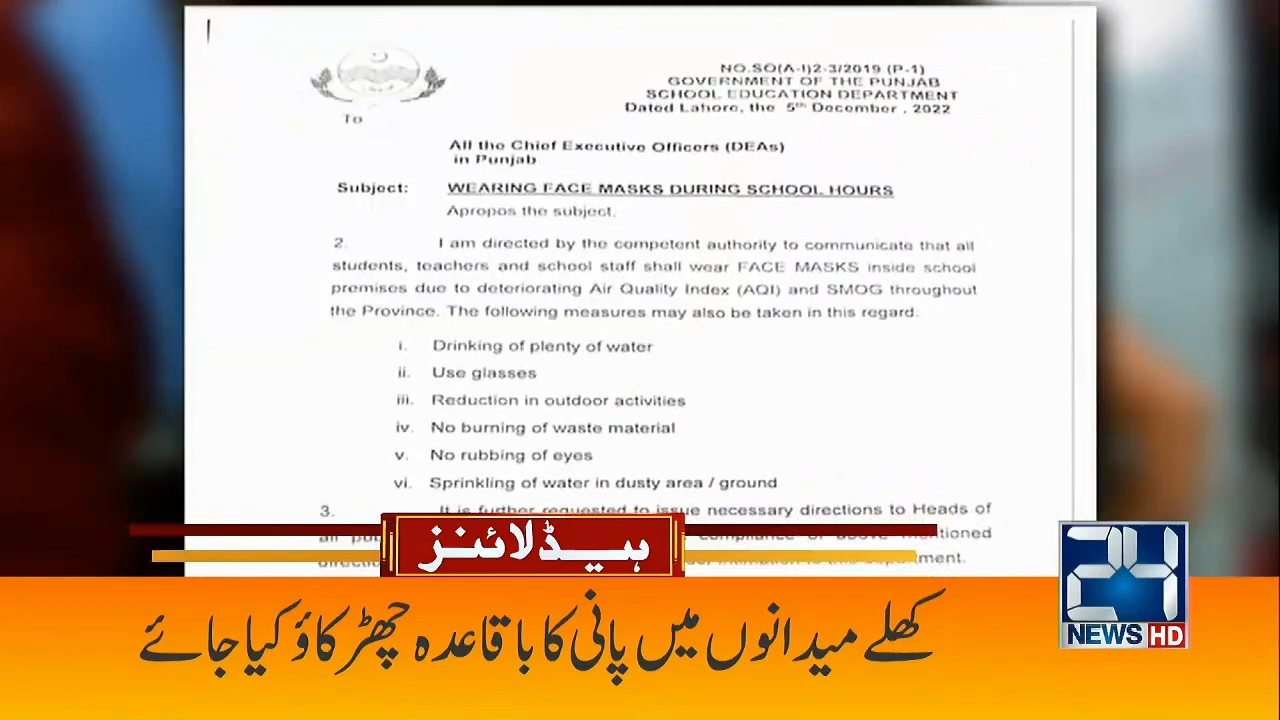 NO.SO(A-I)2-3/2019 (P-1)
GOVERNMENT OF THE PUNJAB
SCHOOL EDUCATION DEPARTMENT
Dated Lahore, the 5th December , 2022
To
All the Chief Executive Officers (DEAs)
in Punjab
Subject: WEARING FACE MASKS DURING SCHOOL HOURS
Apropos the subject.
2. I am directed by the competent authority to communicate that all
students, teachers and school staff shall wear FACE MASKS inside school
premises due to deteriorating Air Quality Index (AQI) and SMOG throughout
the Province. The following measures may also be taken in this regard:
i. Drinking of plenty of water
ii. Use glasses
iii. Reduction in outdoor activities
iv. No burning of waste material
v. No rubbing of eyes
vi. Sprinkling of water in dusty area / ground
3. It is further requested to issue necessary directions to Heads of
ہیڈلائنز
24
NEWS HD
کھلے میدانوں میں پانی کا باقاعدہ چھڑکاؤ کیا جائے